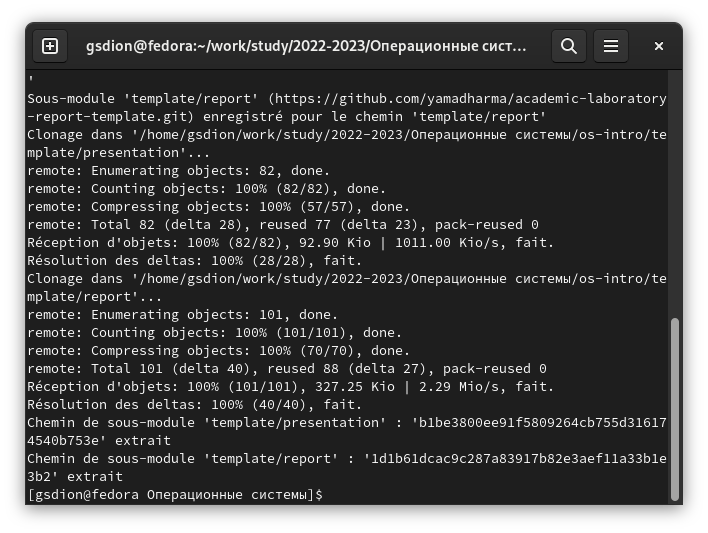 gsdion@fedora:~/work/study/2022-2023/Операционные сист...
'
Sous-module 'template/report' (https://github.com/yamadharma/academic-laboratory
-report-template.git) enregistré pour le chemin 'template/report'
Clonage dans '/home/gsdion/work/study/2022-2023/Операционные системы/os-intro/te
mplate/presentation'...
remote: Enumerating objects: 82, done.
remote: Counting objects: 100% (82/82), done.
remote: Compressing objects: 100% (57/57), done.
remote: Total 82 (delta 28), reused 77 (delta 23), pack-reused 0
Réception d'objets: 100% (82/82), 92.90 Kio | 1011.00 Kio/s, fait.
Résolution des deltas: 100% (28/28), fait.
Clonage dans '/home/gsdion/work/study/2022-2023/Операционные системы/os-intro/te
mplate/report'...
remote: Enumerating objects: 101, done.
remote: Counting objects: 100% (101/101), done.
remote: Compressing objects: 100% (70/70), done.
remote: Total 101 (delta 40), reused 88 (delta 27), pack-reused 0
Réception d'objets: 100% (101/101), 327.25 Kio | 2.29 Mio/s, fait.
Résolution des deltas: 100% (40/40), fait.
Chemin de sous-module 'template/presentation' : 'b1be3800ee91f5809264cb755d31617
4540b753e' extrait
Chemin de sous-module 'template/report' : '1d1b61dcac9c287a83917b82e3aef11a33b1e
3b2' extrait
[gsdion@fedora Операционные системы]$